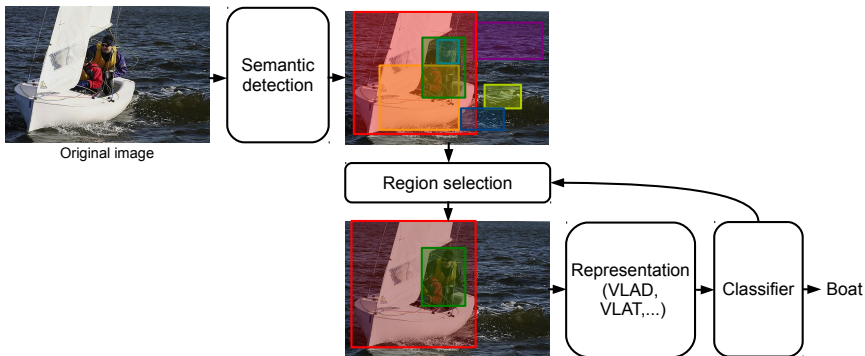 Original image
Semantic
detection
Region selection
Representation
(VLAD,
VLAT,...)
Classifier
Boat